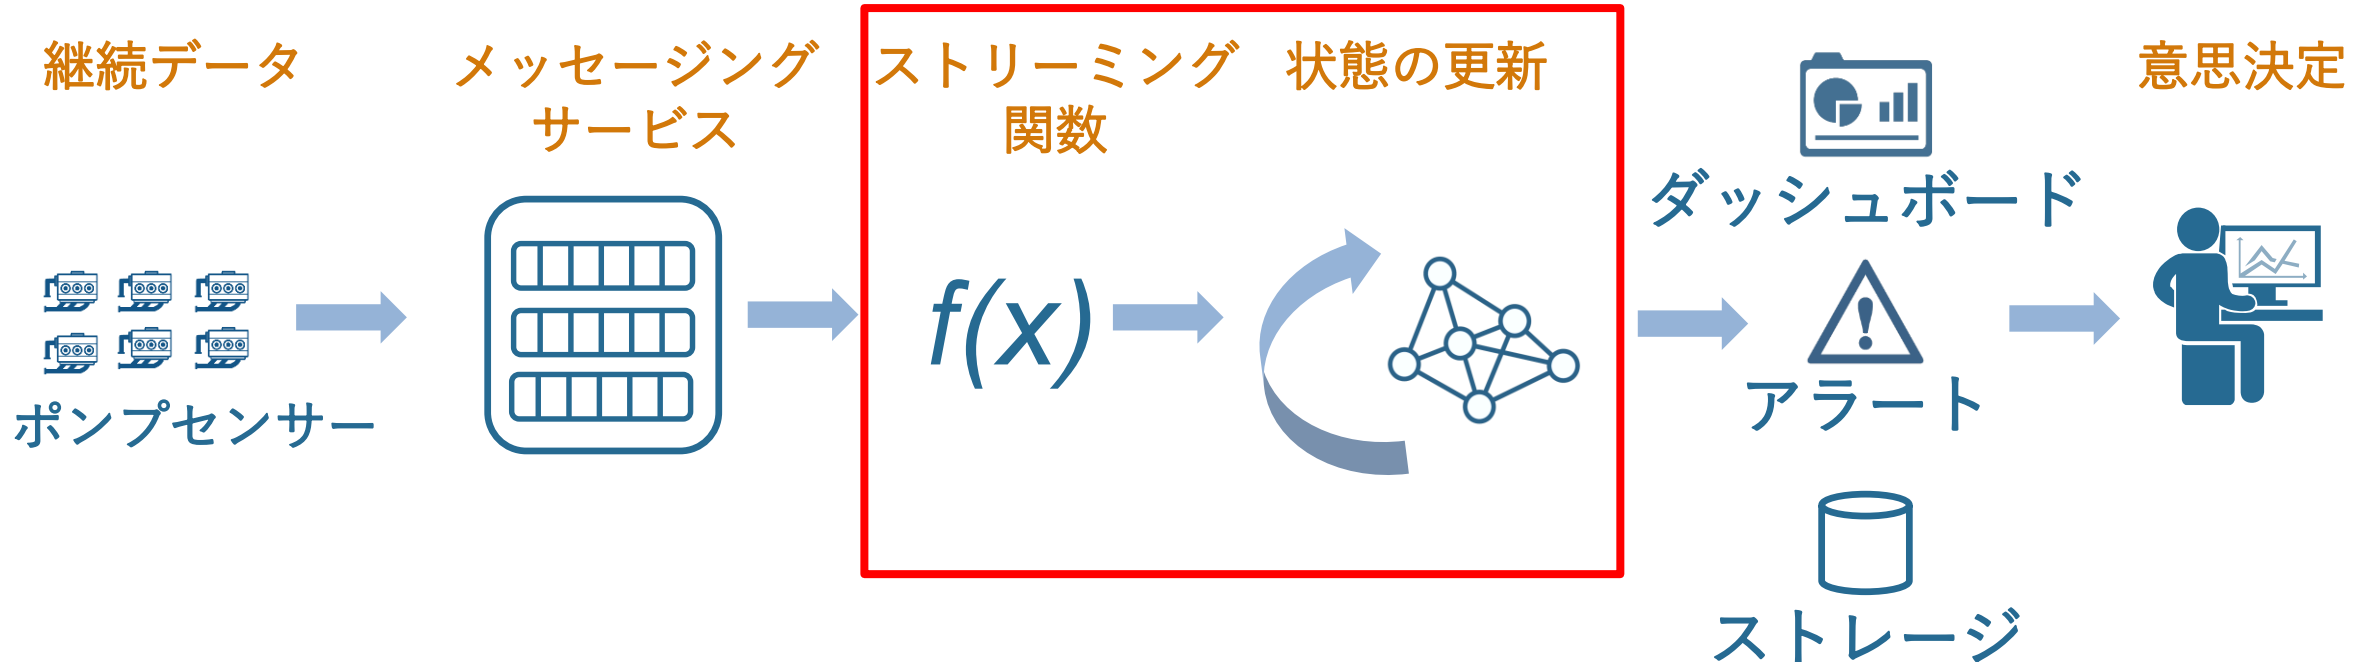 継続データ
メッセージング
サービス
ストリーミング
関数
状態の更新
意思決定
ポンプセンサー
f(x)
ダッシュボード
アラート
ストレージ